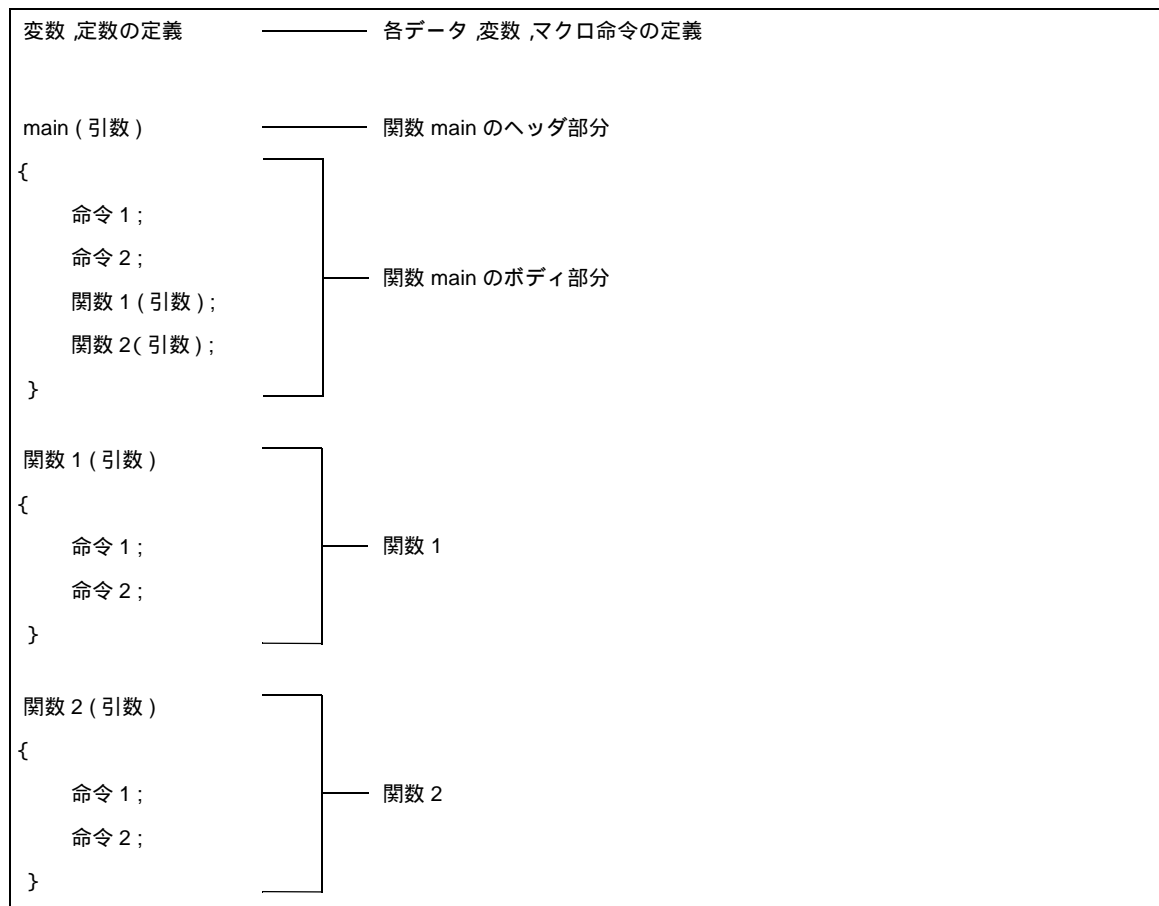 変数 ,定数の定義 各データ ,変数 ,マクロ命令の定義
main ( 引数 ) 関数 main のヘッダ部分
{
命令 1 ;
命令 2 ;
関数 main のボディ部分
関数 1 ( 引数 ) ;
関数 2( 引数 ) ;
}
関数 1 ( 引数 )
{
命令 1 ; 関数 1
命令 2 ;
}
関数 2 ( 引数 )
{
命令 1 ; 関数 2
命令 2 ;
}